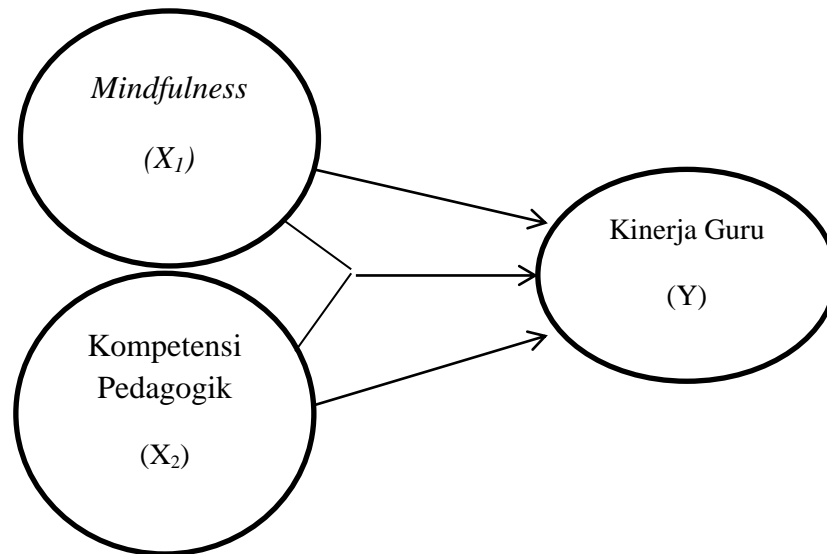 Mindfulness
(X₁)
Kinerja Guru
(Y)
Kompetensi
Pedagogik
(X₂)